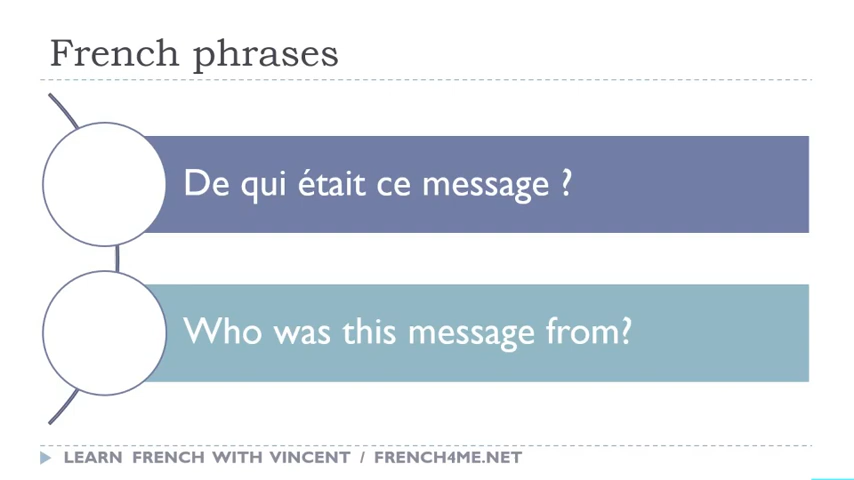 French phrases
De qui était ce message ?
Who was this message from?
LEARN FRENCH WITH VINCENT / FRENCH4ME.NET